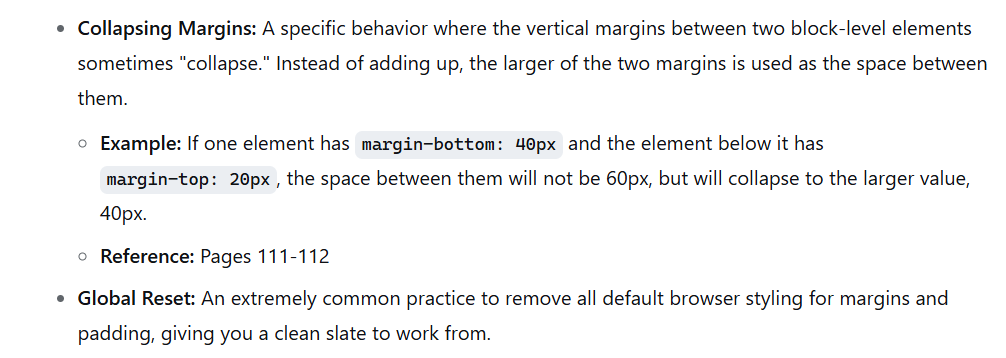 Collapsing Margins: A specific behavior where the vertical margins between two block-level elements
sometimes "collapse." Instead of adding up, the larger of the two margins is used as the space between
them.
Example: If one element has margin-bottom: 40px and the element below it has
margin-top: 20px , the space between them will not be 60px, but will collapse to the larger value,
40px.
Reference: Pages 111-112
Global Reset: An extremely common practice to remove all default browser styling for margins and
padding, giving you a clean slate to work from.